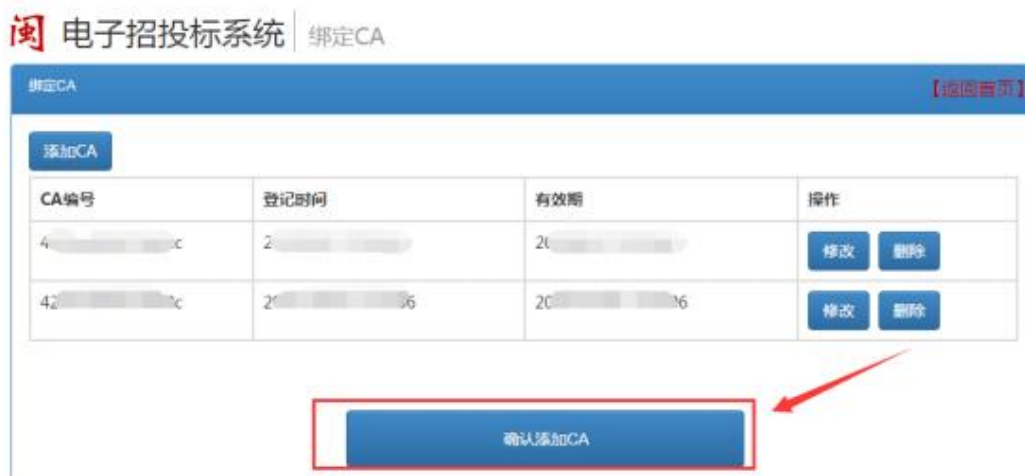 闽 电子招投标系统 绑定CA
绑定CA 【返回首页】
添加CA
CA编号 登记时间 有效期 操作
修改 删除
修改 删除
确认添加CA